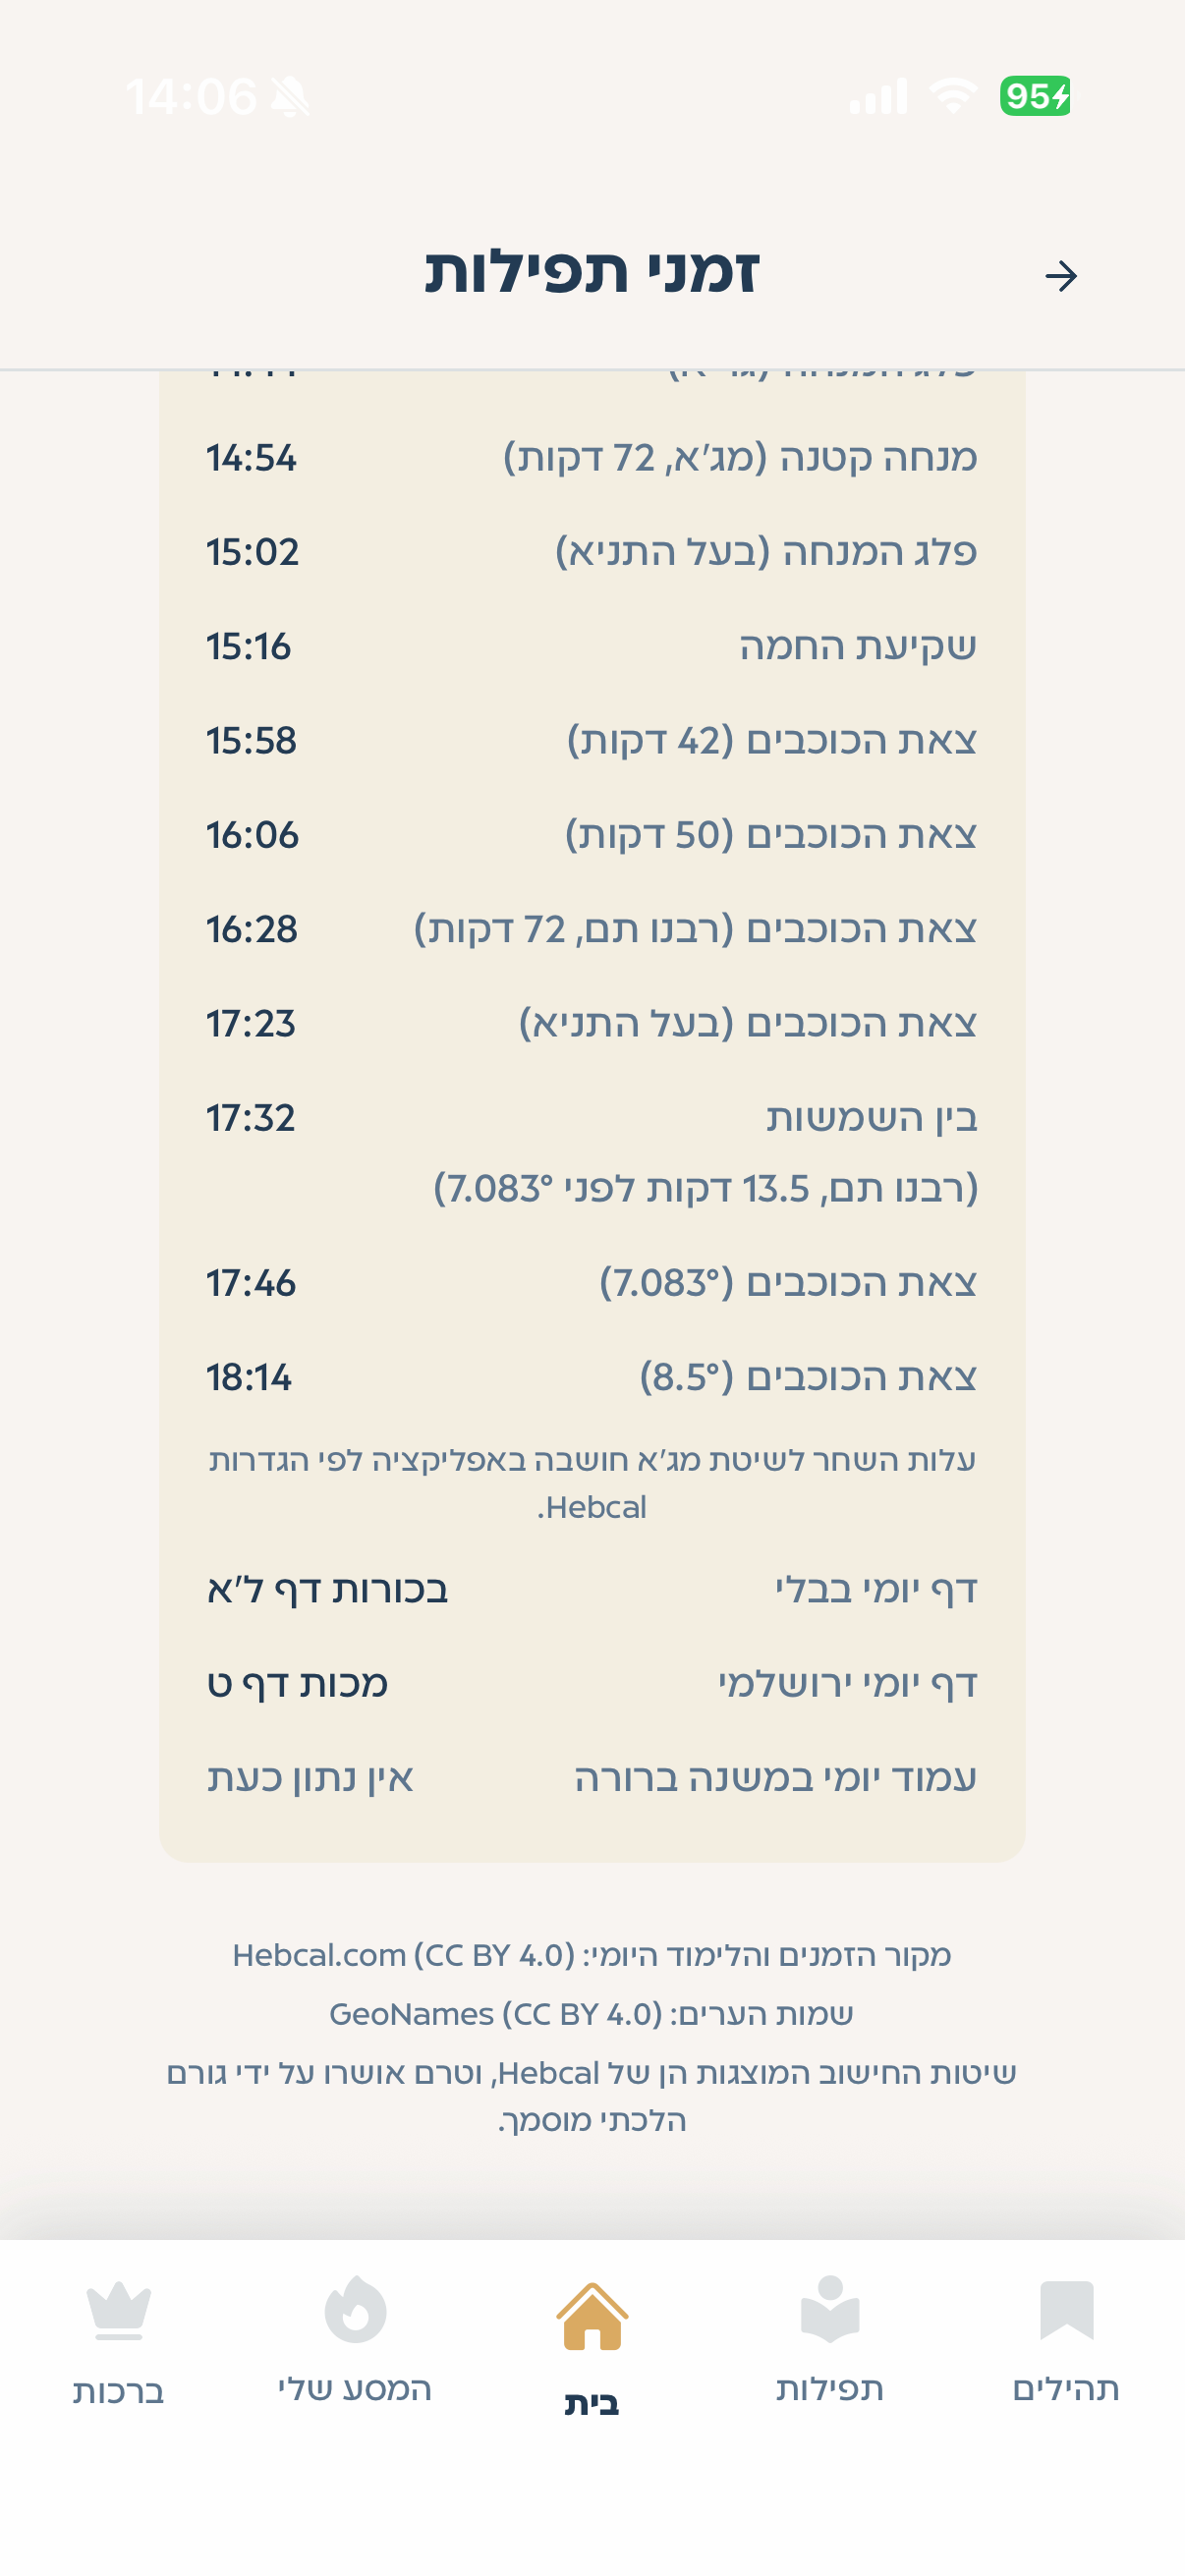 14:06
95
זמני תפילות
מנחה קטנה (מג'א, 72 דקות) 14:54
פלג המנחה (בעל התניא) 15:02
שקיעת החמה 15:16
צאת הכוכבים (42 דקות) 15:58
צאת הכוכבים (50 דקות) 16:06
צאת הכוכבים (רבנו תם, 72 דקות) 16:28
צאת הכוכבים (בעל התניא) 17:23
בין השמשות 17:32
(רבנו תם, 13.5 דקות לפני 7.083°)
צאת הכוכבים (7.083°) 17:46
צאת הכוכבים (8.5°) 18:14
עלות השחר לשיטת מג'א חושבה באפליקציה לפי הגדרות
Hebcal.
דף יומי בבלי בכורות דף ל'א
דף יומי ירושלמי מכות דף ט
עמוד יומי במשנה ברורה אין נתון כעת
מקור הזמנים והלימוד היומי: Hebcal.com (CC BY 4.0)
שמות הערים: GeoNames (CC BY 4.0)
שיטות החישוב המוצגות הן של Hebcal, וטרם אושרו על ידי גורם
הלכתי מוסמך.
תהילים
תפילות
בית
המסע שלי
ברכות